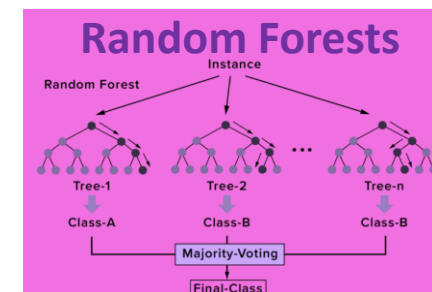 Random Forests
Instance
Random Forest
...
Tree-1 Tree-2 Tree-n
Class-A Class-B Class-B
Majority-Voting
Final-Class